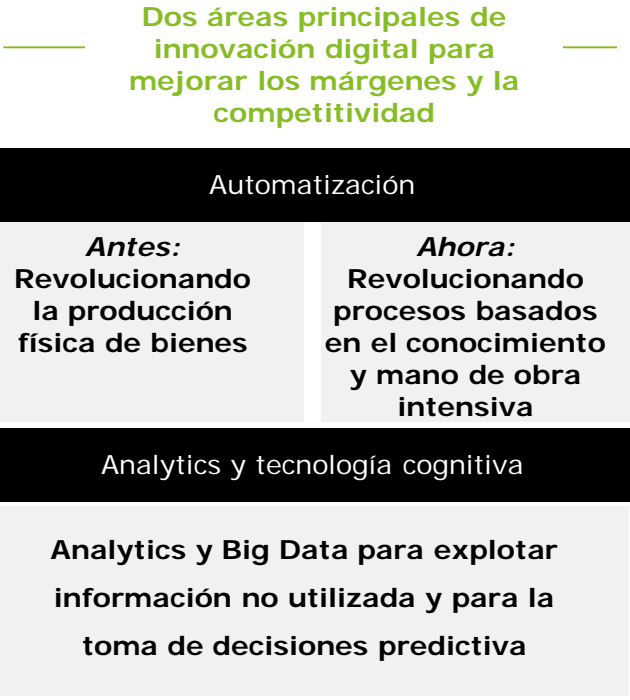 Dos áreas principales de
innovación digital para
mejorar los márgenes y la
competitividad
Automatización
Antes:
Revolucionando
la producción
física de bienes
Ahora:
Revolucionando
procesos basados
en el conocimiento
y mano de obra
intensiva
Analytics y tecnología cognitiva
Analytics y Big Data para explotar
información no utilizada y para la
toma de decisiones predictiva